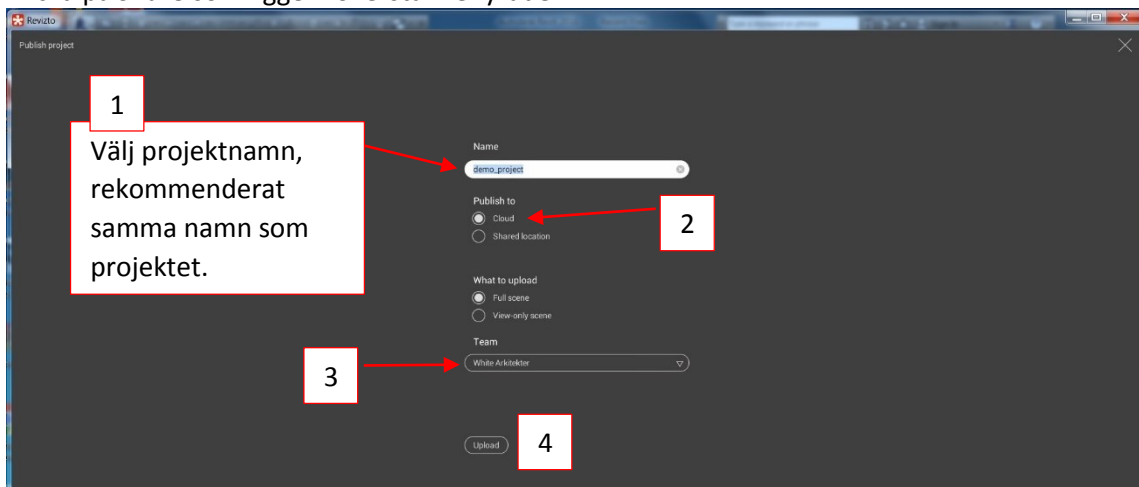 Revizto
Publish project
1
Välj projektnamn,
rekommenderat
samma namn som
projektet.
Name
demo_project
Publish to
Cloud
2
Shared location
What to upload
Full scene
View-only scene
Team
White Arkitekter
3
Upload
4